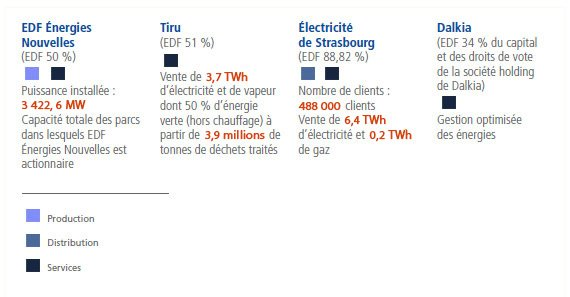 EDF Énergies
Nouvelles
(EDF 50 %)
Puissance installée :
3 422, 6 MW
Capacité totale des parcs
dans lesquels EDF
Énergies Nouvelles est
actionnaire
Tiru
(EDF 51 %)
Vente de 3,7 TWh
d’électricité et de vapeur
dont 50 % d’énergie
verte (hors chauffage) à
partir de 3,9 millions de
tonnes de déchets traités
Électricité
de Strasbourg
(EDF 88,82 %)
Nombre de clients :
488 000 clients
Vente de 6,4 TWh
d’électricité et 0,2 TWh
de gaz
Dalkia
(EDF 34 % du capital
et des droits de vote
de la société holding
de Dalkia)
Gestion optimisée
des énergies
Production
Distribution
Services